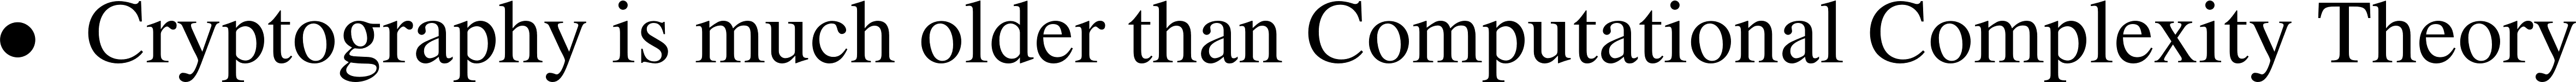 ● Cryptography is much older than Computational Complexity Theory